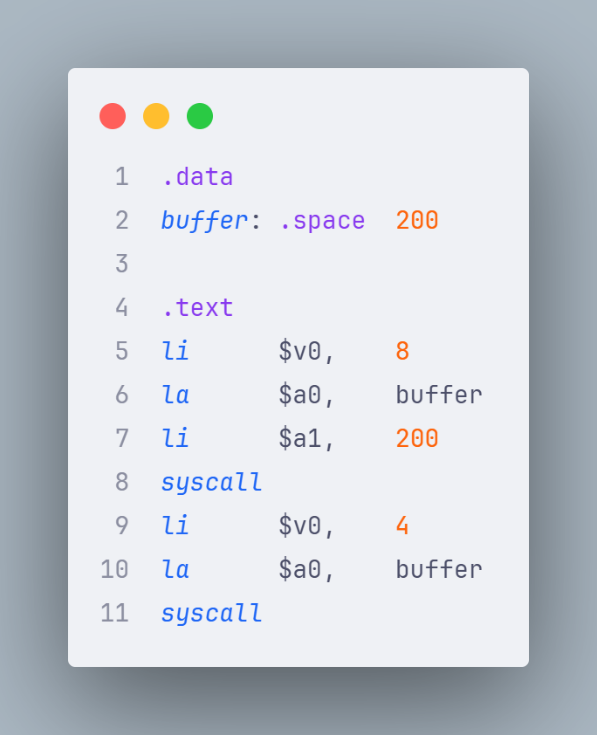 1 .data
2 buffer: .space 200
3
4 .text
5 li $v0, 8
6 la $a0, buffer
7 li $a1, 200
8 syscall
9 li $v0, 4
10 la $a0, buffer
11 syscall